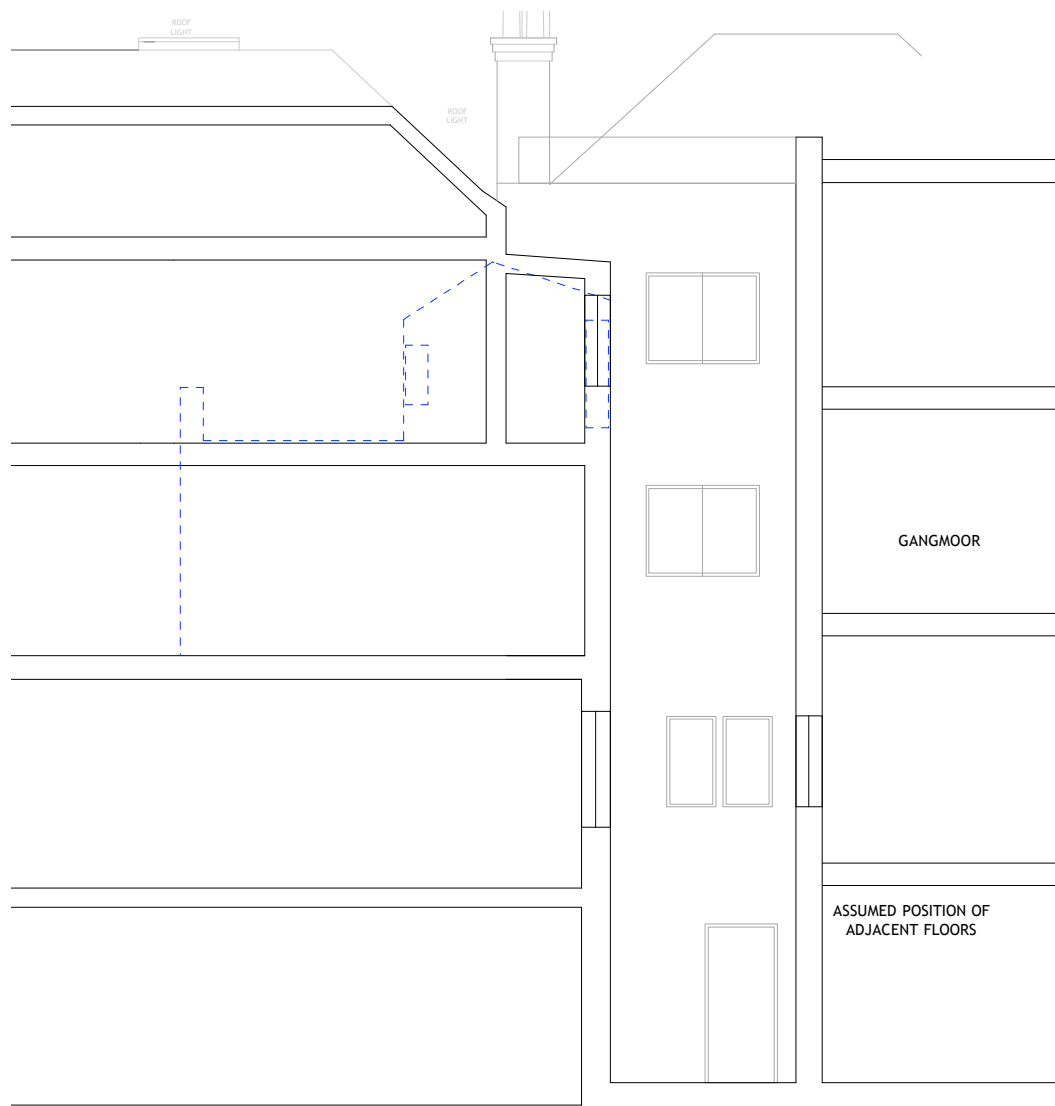 ROOF
LIGHT
ROOF
LIGHT
GANGMOOR
ASSUMED POSITION OF
ADJACENT FLOORS